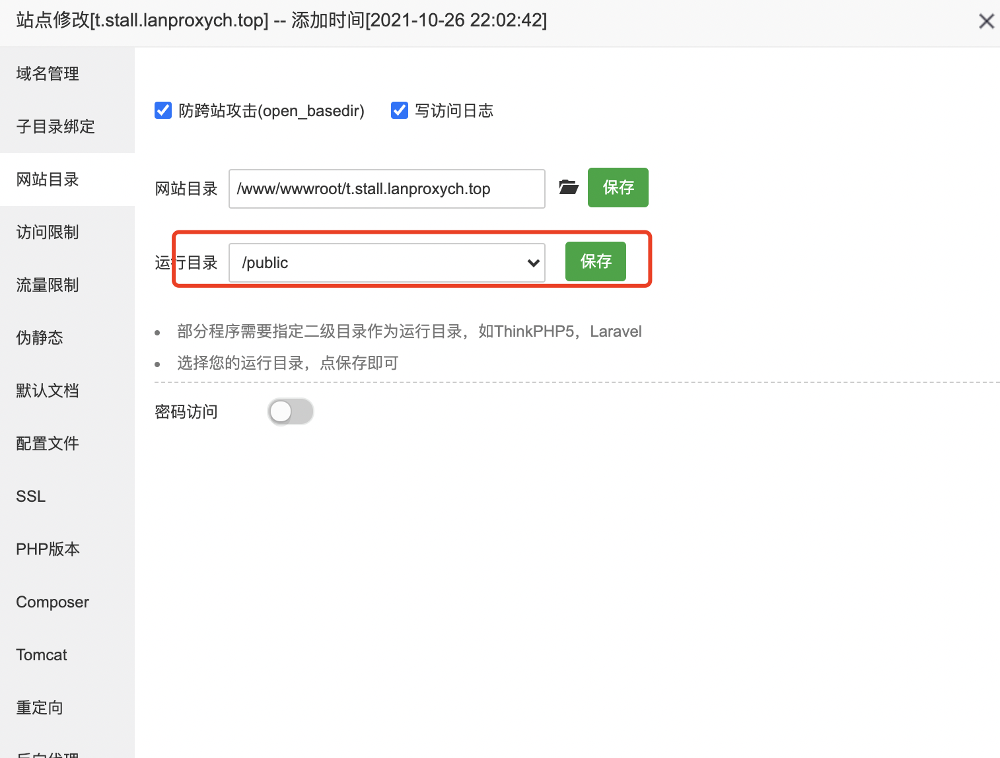 站点修改[t.stall.lanproxych.top] -- 添加时间[2021-10-26 22:02:42]
域名管理
子目录绑定
网站目录
访问限制
流量限制
伪静态
默认文档
配置文件
SSL
PHP版本
Composer
Tomcat
重定向
反向代理
防跨站攻击(open_basedir) 写访问日志
网站目录 /www/wwwroot/t.stall.lanproxych.top 保存
运行目录 /public 保存
部分程序需要指定二级目录作为运行目录，如ThinkPHP5，Laravel
选择您的运行目录，点保存即可
密码访问